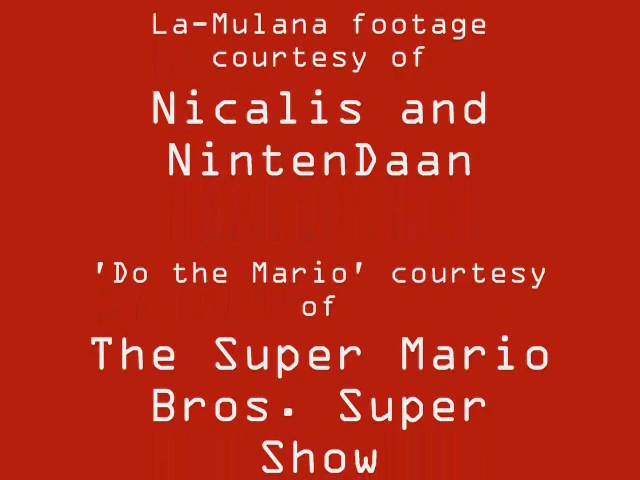 La-Mulana footage
courtesy of
Nicalis and
NintenDaan
'Do the Mario' courtesy
of
The Super Mario
Bros. Super
Show